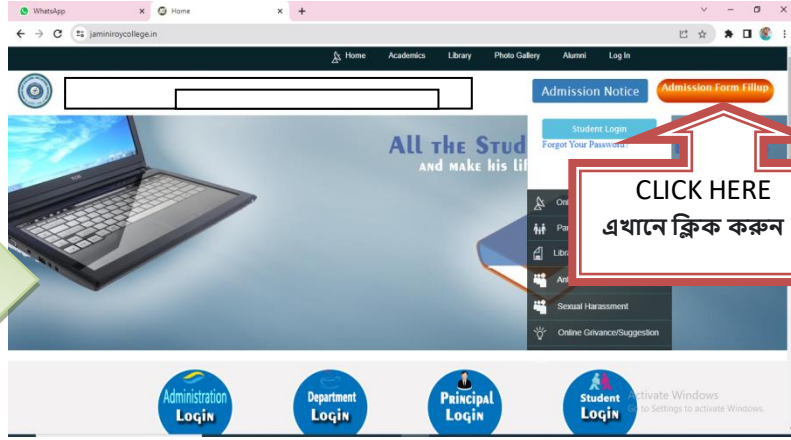 WhatsApp
Home
jaminiroycollege.in
Home Academics Library Photo Gallery Alumni Log In
Admission Notice
Admission Form Fillup
Student Login
Forgot Your Password?
All the Stud
and make his lif
CLICK HERE
এখানে ক্লিক করুন
Sexual Harassment
Online Grivance/Suggestion
Administration
Login
Department
Login
Principal
Login
Student
Login
Activate Windows
Go to Settings to activate Windows.